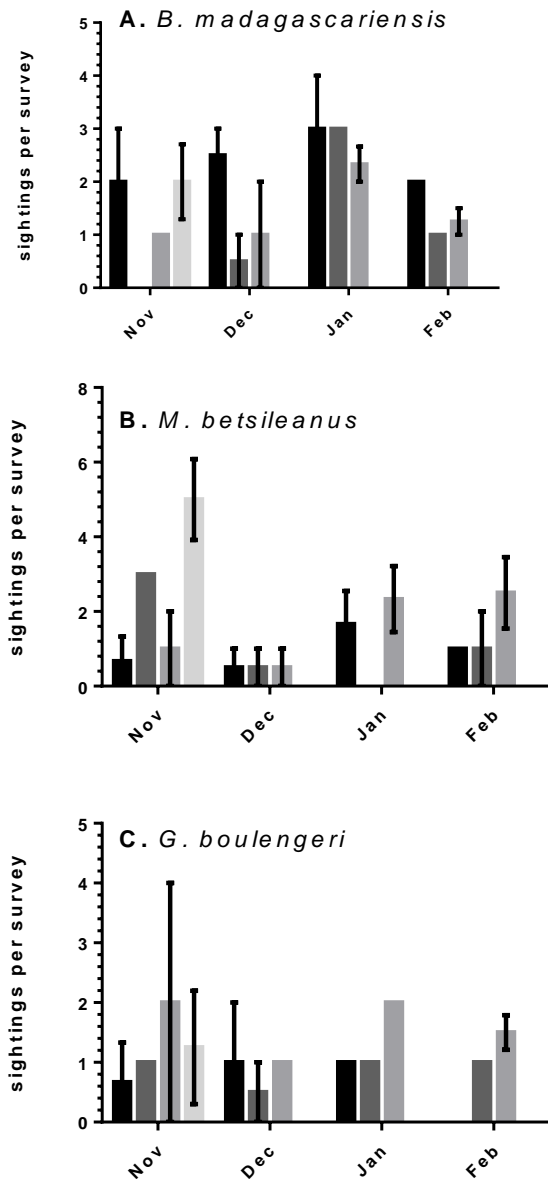 A. B. madagascariensis
sightings per survey
5
4
3
2
1
0
Nov
Dec
Jan
Feb
B. M. betsileanus
sightings per survey
8
6
4
2
0
Nov
Dec
Jan
Feb
C. G. boulengeri
sightings per survey
5
4
3
2
1
0
Nov
Dec
Jan
Feb